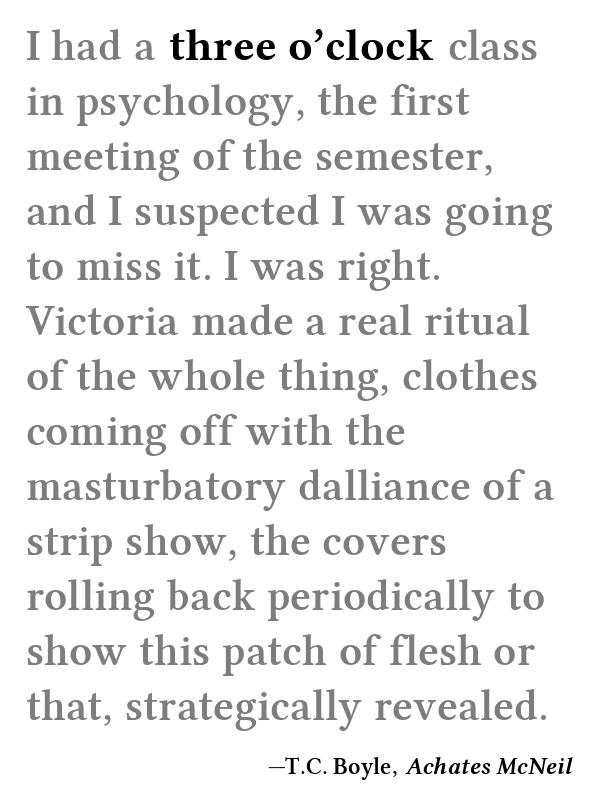 I had a three o’clock class
in psychology, the first
meeting of the semester,
and I suspected I was going
to miss it. I was right.
Victoria made a real ritual
of the whole thing, clothes
coming off with the
masturbatory dalliance of a
strip show, the covers
rolling back periodically to
show this patch of flesh or
that, strategically revealed.
—T.C. Boyle, Achates McNeil